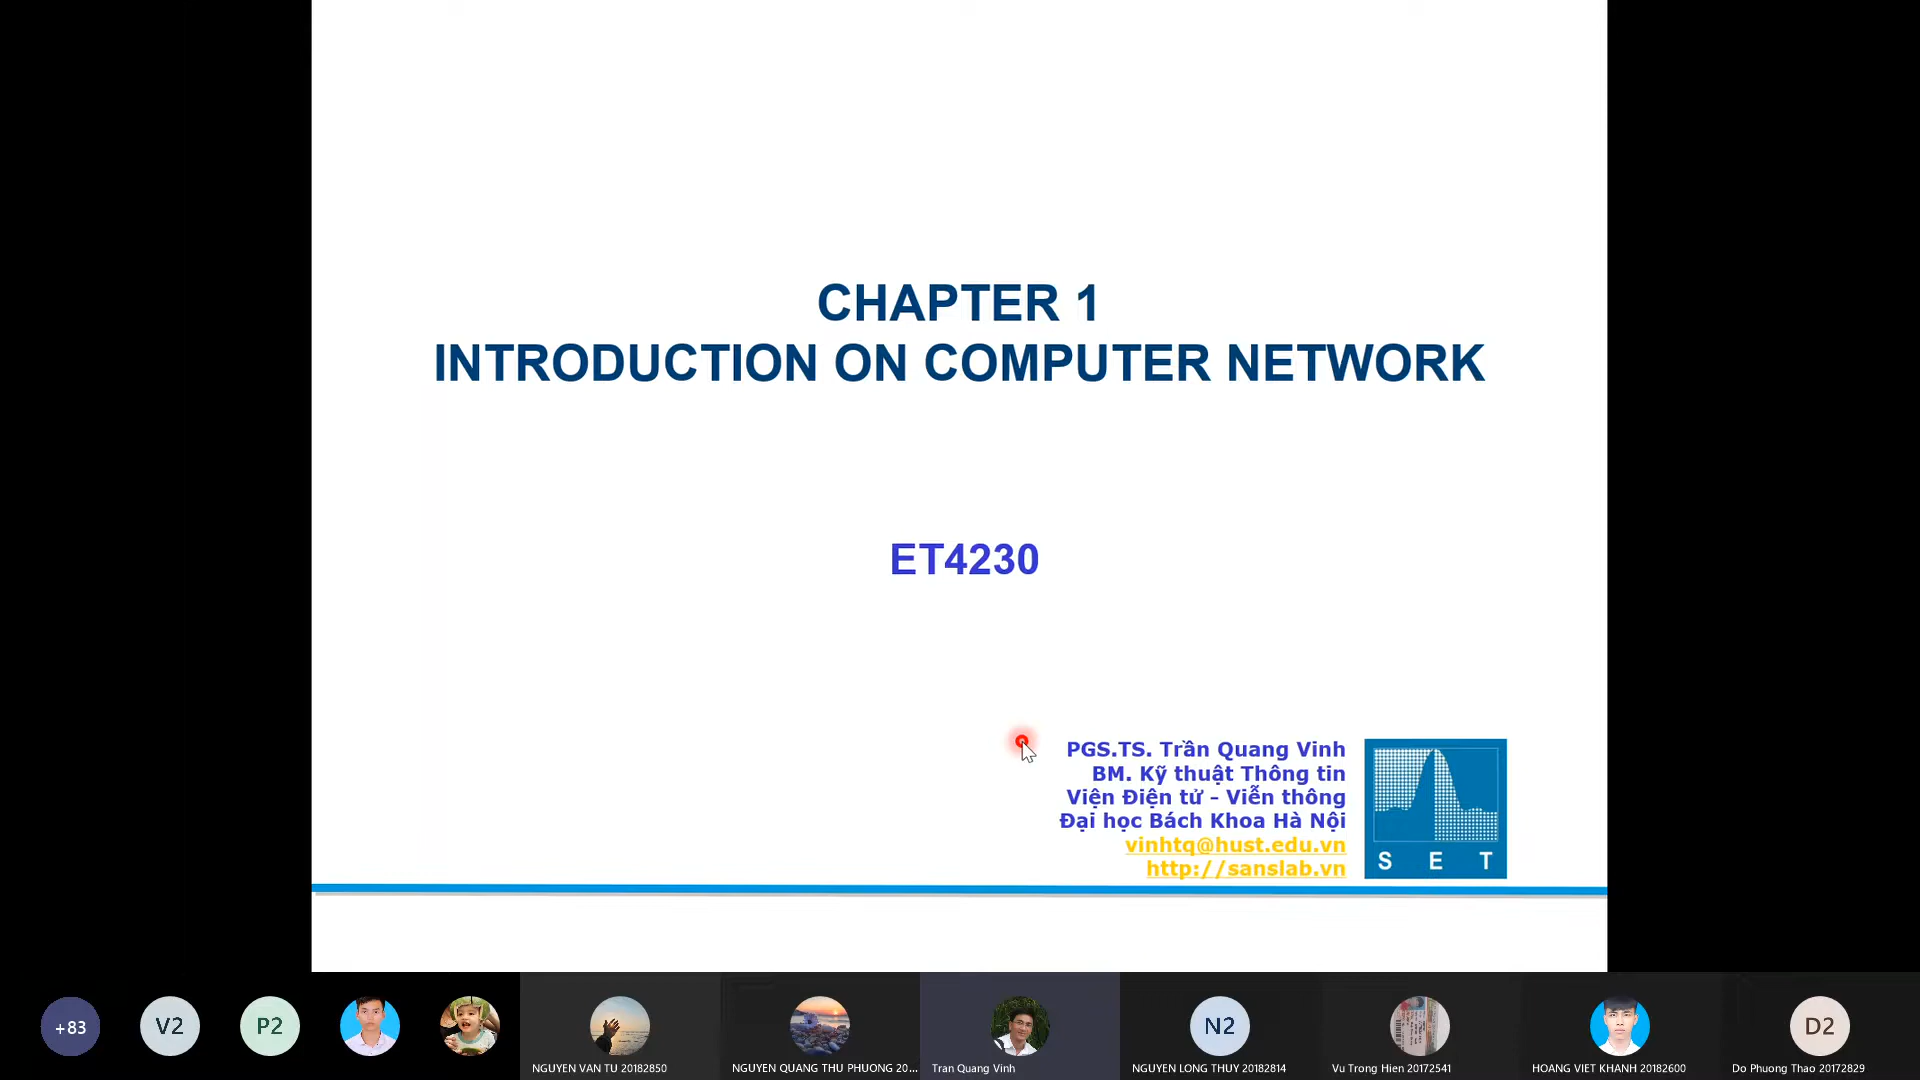 CHAPTER 1
INTRODUCTION ON COMPUTER NETWORK
ET4230
PGS.TS. Trần Quang Vinh
BM. Kỹ thuật Thông tin
Viện Điện tử - Viễn thông
Đại học Bách Khoa Hà Nội
vinhtq@hust.edu.vn
http://sanslab.vn
S E T
+83
V2
P2
NGUYEN VAN TU 20182850
NGUYEN QUANG THU PHUONG 20...
Tran Quang Vinh
N2
NGUYEN LONG THUY 20182814
Vu Trong Hien 20172541
HOANG VIET KHANH 20182600
D2
Do Phuong Thao 20172829